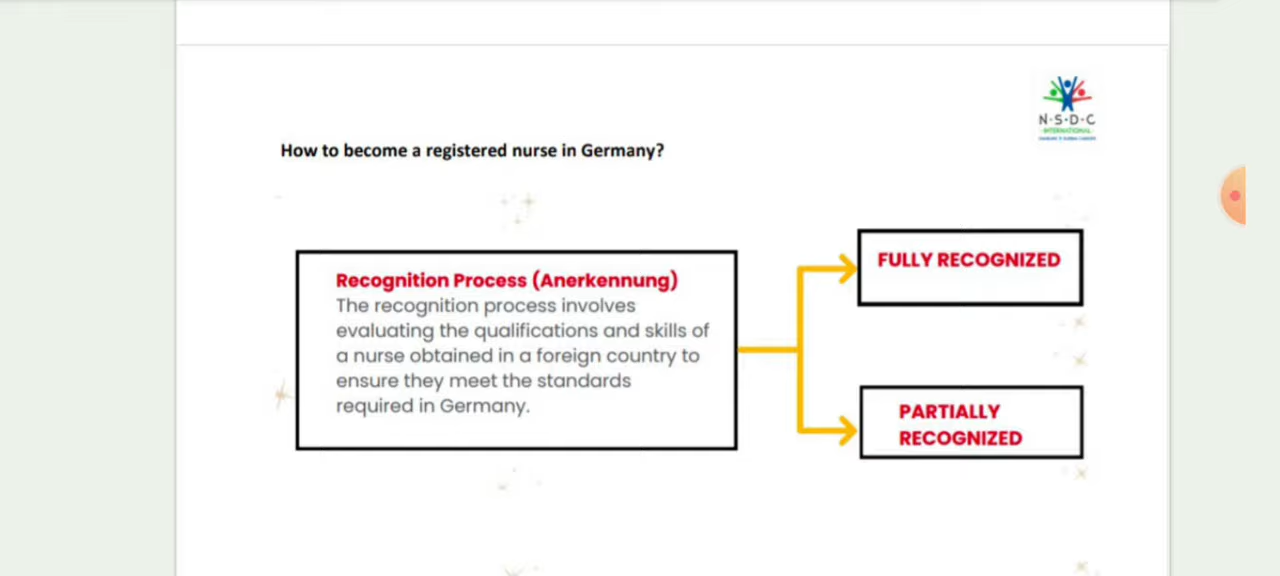 N·S·D·C
INTERNATIONAL
How to become a registered nurse in Germany?
Recognition Process (Anerkennung)
The recognition process involves
evaluating the qualifications and skills of
a nurse obtained in a foreign country to
ensure they meet the standards
required in Germany.
FULLY RECOGNIZED
PARTIALLY
RECOGNIZED